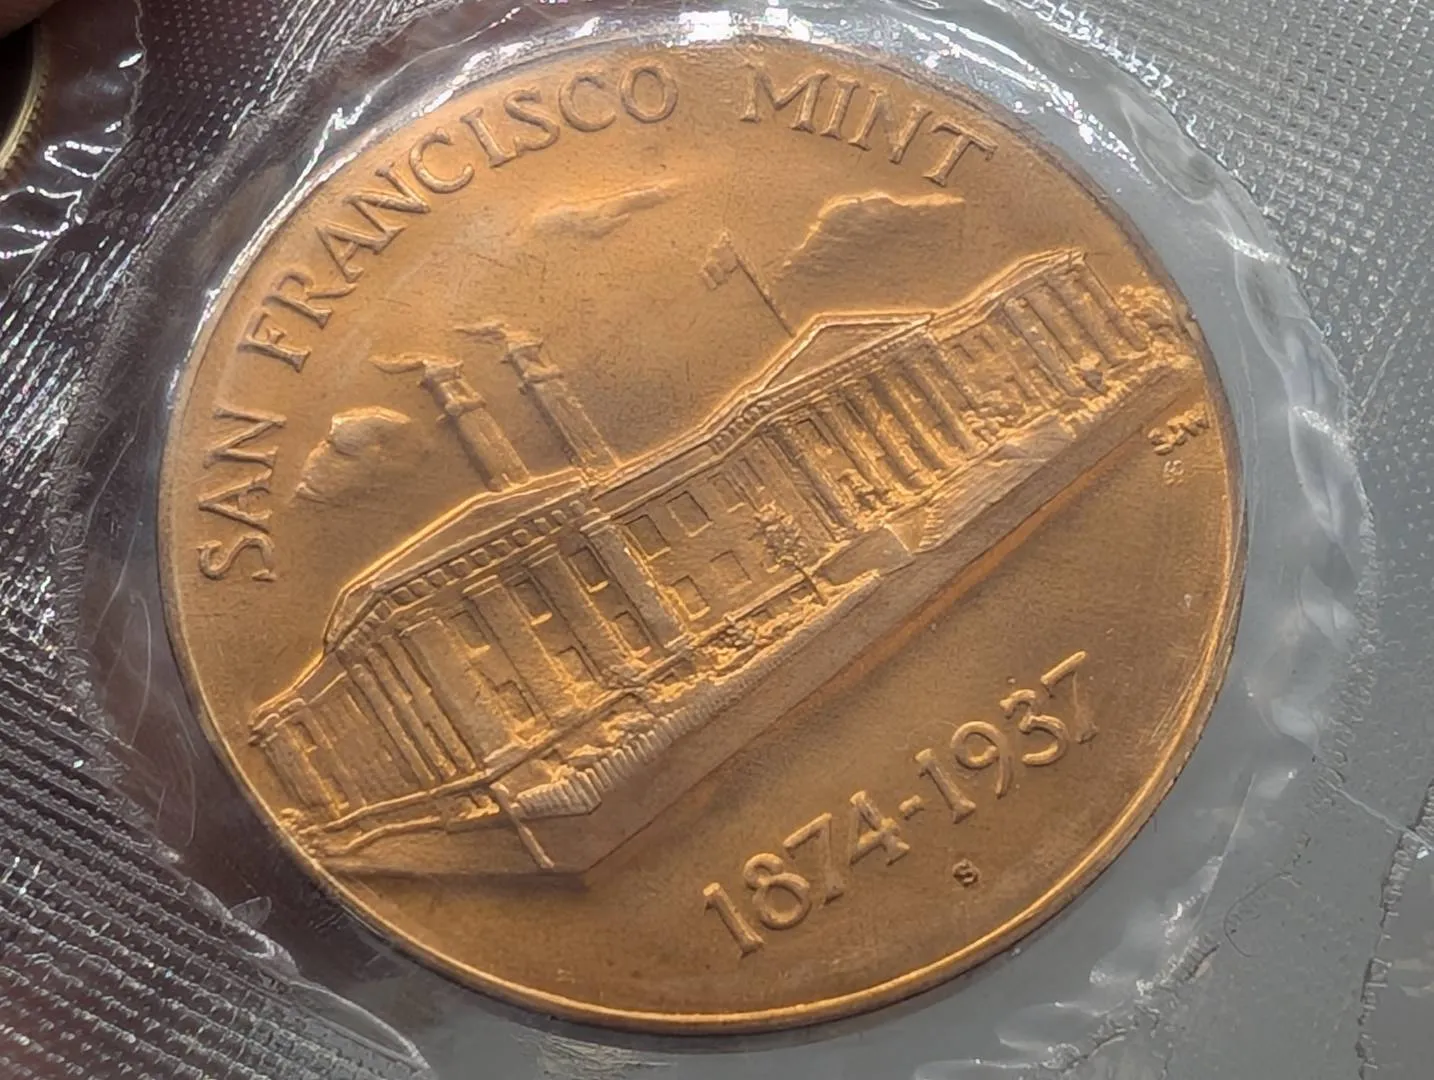 SAN FRANCISCO MINT
1874-1937
S